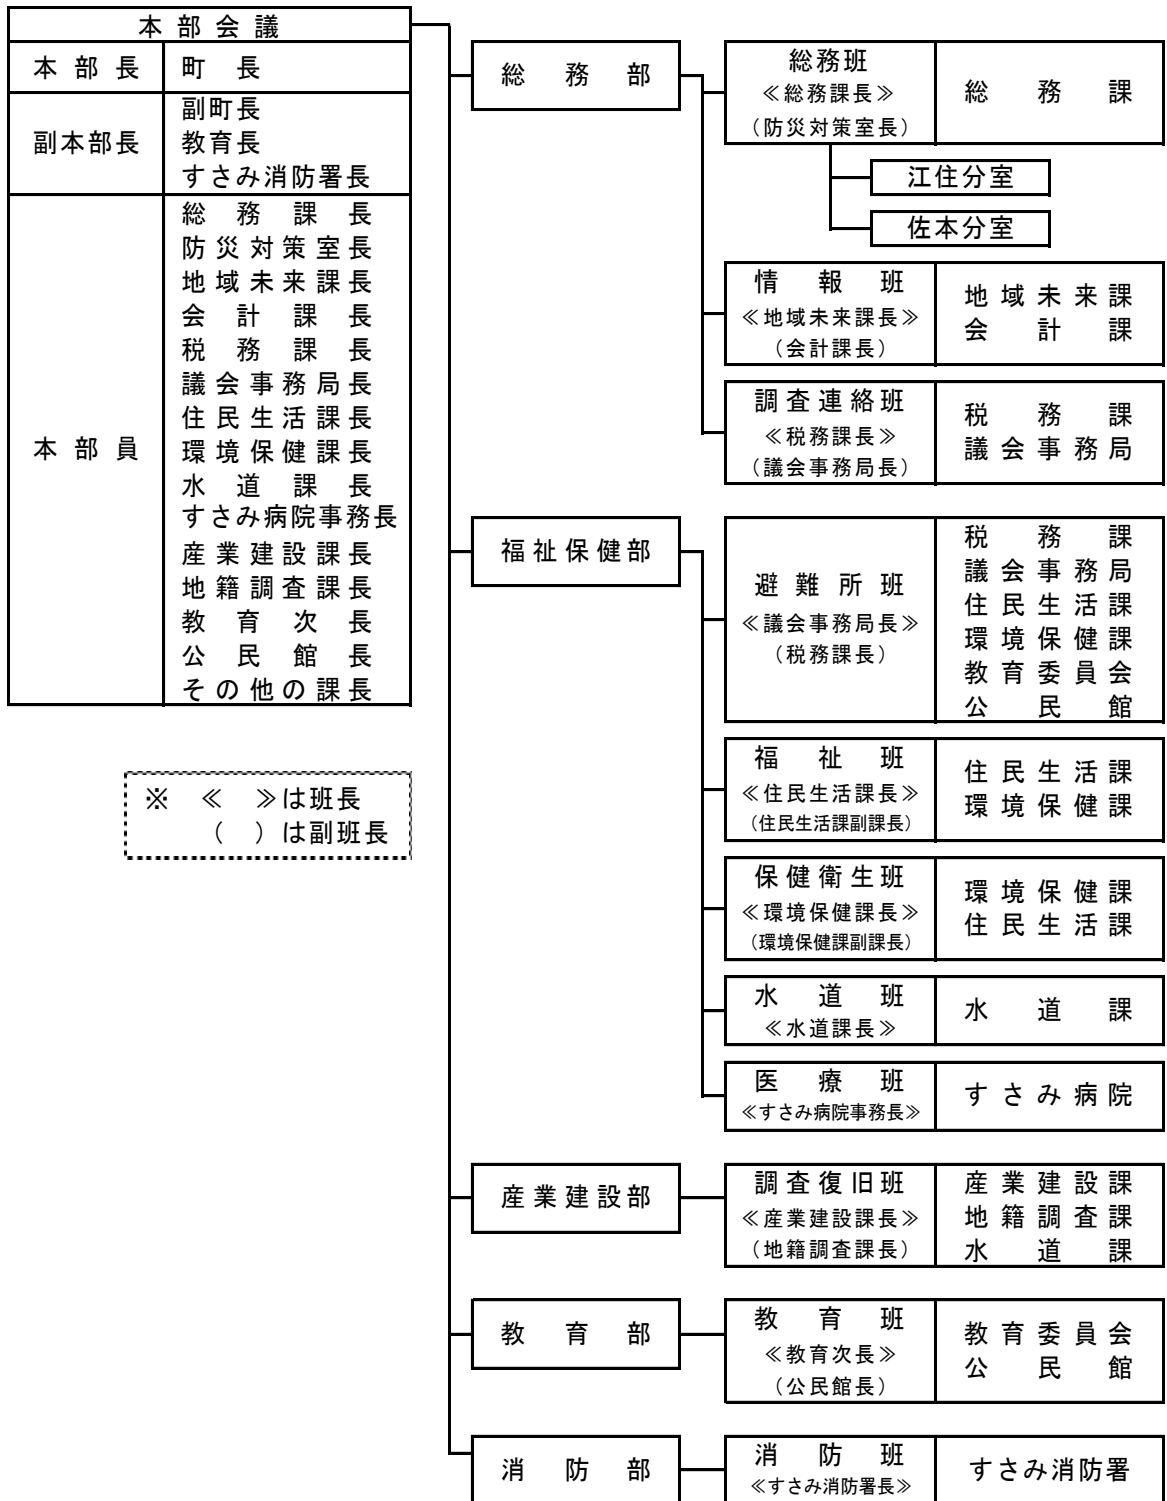 本部会議
本部長 町長
副本部長
副町長
教育長
すさみ消防署長
本部員
総務課長
防災対策室長
地域未来課長
会計課長
税務課長
議会事務局長
住民生活課長
環境保健課長
水道課長
すさみ病院事務長
産業建設課長
地籍調査課長
教育次長
公民館長
その他の課長
※ ≪ ≫は班長
( )は副班長
総務部
総務班
≪総務課長≫
(防災対策室長)
総務課
江住分室
佐本分室
情報班
≪地域未来課長≫
(会計課長)
地域未来課
会計課
調査連絡班
≪税務課長≫
(議会事務局長)
税務課
議会事務局
福祉保健部
避難所班
≪議会事務局長≫
(税務課長)
税務課
議会事務局
住民生活課
環境保健課
教育委員会
公民館
福祉班
≪住民生活課長≫
(住民生活課副課長)
住民生活課
環境保健課
保健衛生班
≪環境保健課長≫
(環境保健課副課長)
環境保健課
住民生活課
水道班
≪水道課長≫
水道課
医療班
≪すさみ病院事務長≫
すさみ病院
産業建設部
調査復旧班
≪産業建設課長≫
(地籍調査課長)
産業建設課
地籍調査課
水道課
教育部
教育班
≪教育次長≫
(公民館長)
教育委員会
公民館
消防部
消防班
≪すさみ消防署長≫
すさみ消防署